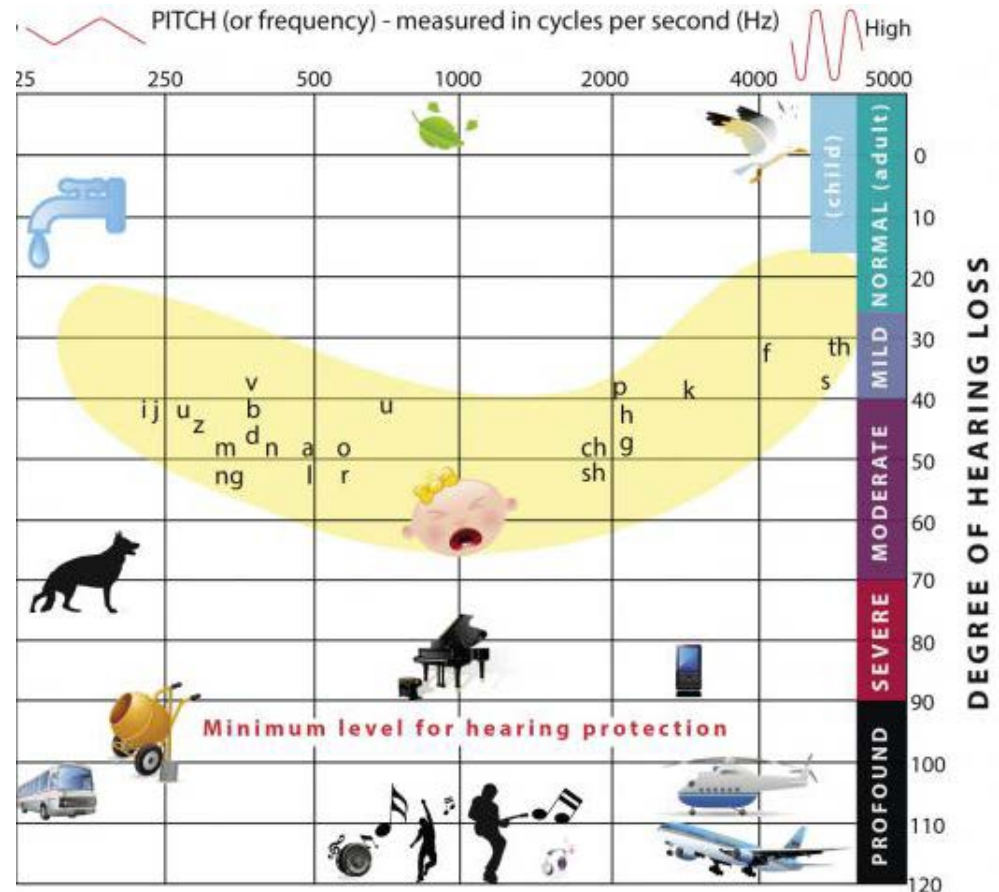 PITCH (or frequency) - measured in cycles per second (Hz)
High
25 250 500 1000 2000 4000 5000
(child)
NORMAL (adult)
MILD
MODERATE
SEVERE
PROFOUND
0
10
20
30
40
50
60
70
80
90
100
110
120
DEGREE OF HEARING LOSS
f th
v p k s
i j u b u h
z
d g
m n a o ch
ng l r sh
Minimum level for hearing protection